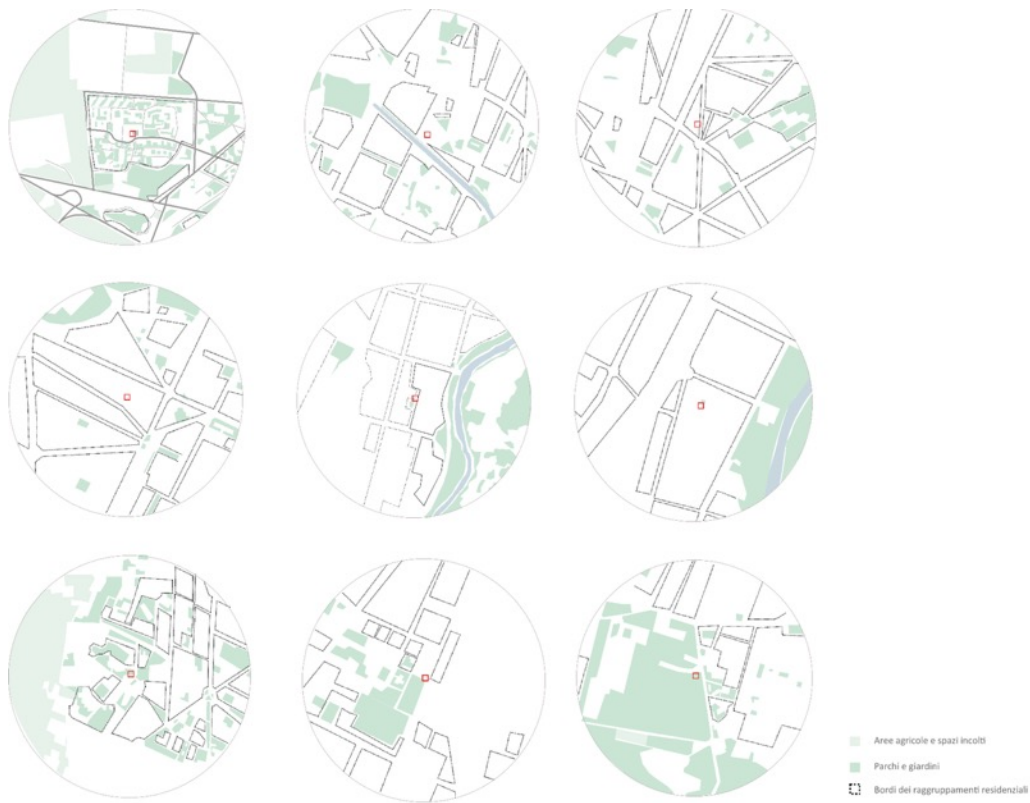 Aree agricole e spazi incolti
Parchi e giardini
Bordi dei raggruppamenti residenziali